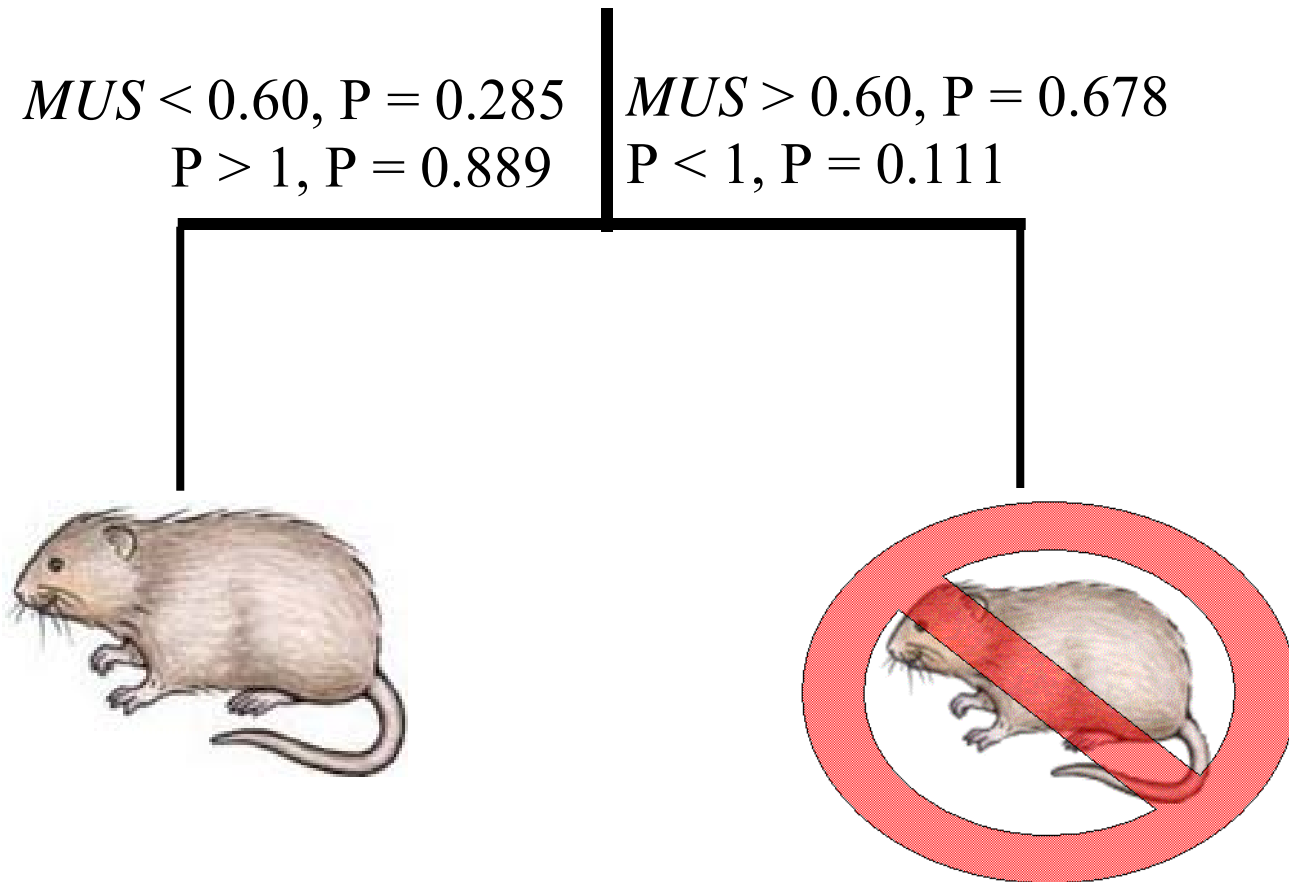 MUS < 0.60, P = 0.285
P > 1, P = 0.889
MUS > 0.60, P = 0.678
P < 1, P = 0.111